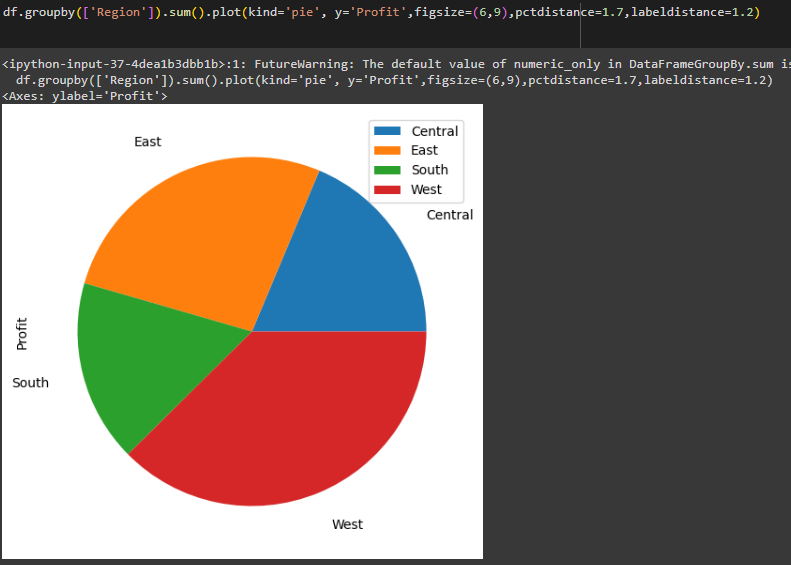 df.groupby(['Region']).sum().plot(kind='pie', y='Profit',figsize=(6,9),pctdistance=1.7,labeldistance=1.2)
<ipython-input-37-4dea1b3dbb1b>:1: FutureWarning: The default value of numeric_only in DataFrameGroupBy.sum is
df.groupby(['Region']).sum().plot(kind='pie', y='Profit',figsize=(6,9),pctdistance=1.7,labeldistance=1.2)
<Axes: ylabel='Profit'>
Central
East
South
West
East
Central
Profit
South
West